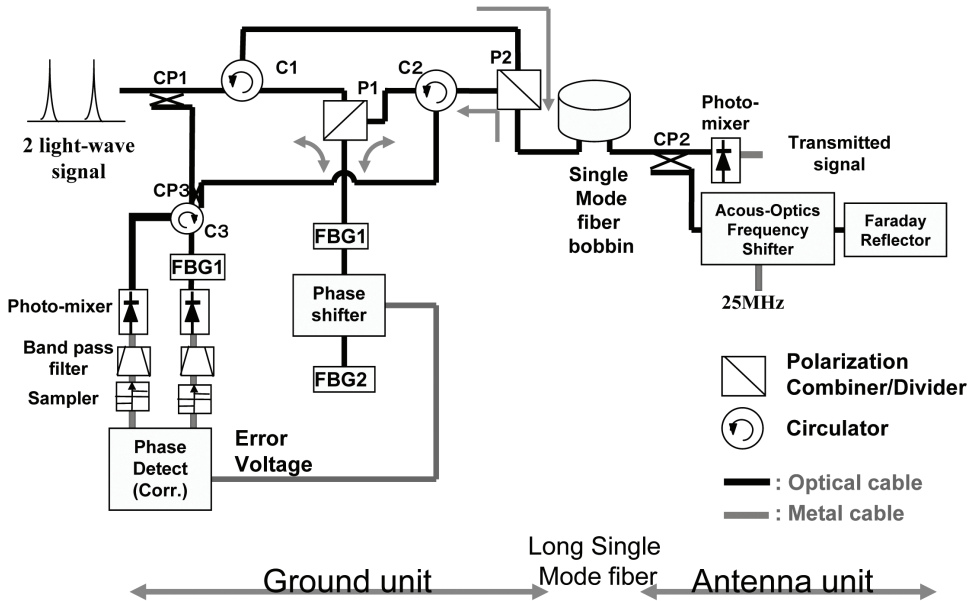 C1
P1
C2
P2
CP1
2 light-wave
signal
CP3
C3
FBG1
FBG1
Photo-mixer
Band pass
filter
Sampler
Phase
Detect
(Corr.)
Error
Voltage
Phase
shifter
FBG2
Single
Mode
fiber
bobbin
CP2
Photo-
mixer
Transmitted
signal
Acous-Optics
Frequency
Shifter
Faraday
Reflector
25MHz
Polarization
Combiner/Divider
Circulator
: Optical cable
: Metal cable
Ground unit
Long Single
Mode fiber
Antenna unit